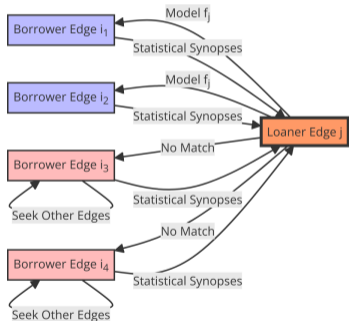 Model fj
Borrower Edge i1
Statistical Synopses
Model fj
Borrower Edge i2
Statistical Synopses
Loaner Edge j
No Match
Borrower Edge i3
Statistical Synopses
Seek Other Edges
No Match
Borrower Edge i4
Statistical Synopses
Seek Other Edges